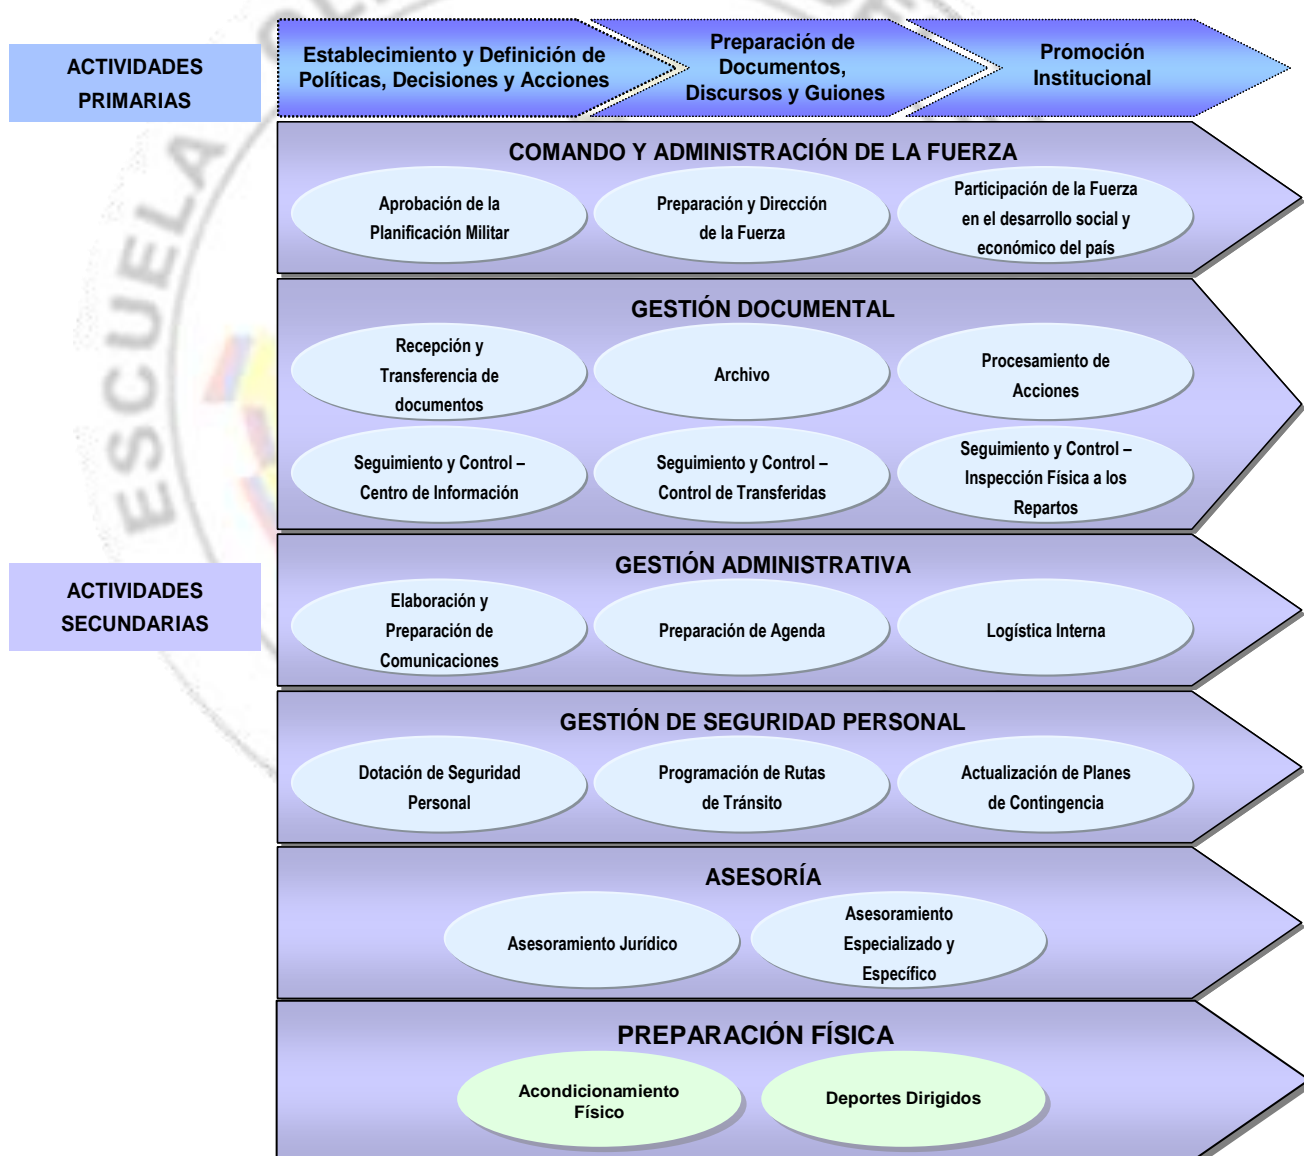 ACTIVIDADES
PRIMARIAS
Establecimiento y Definición de
Políticas, Decisiones y Acciones
Preparación de
Documentos,
Discursos y Guiones
Promoción
Institucional
COMANDO Y ADMINISTRACIÓN DE LA FUERZA
Aprobación de la
Planificación Militar
Preparación y Dirección
de la Fuerza
Participación de la Fuerza
en el desarrollo social y
económico del país
GESTIÓN DOCUMENTAL
Recepción y
Transferencia de
documentos
Archivo
Procesamiento de
Acciones
Seguimiento y Control –
Centro de Información
Seguimiento y Control –
Control de Transferidas
Seguimiento y Control –
Inspección Física a los
Repartos
ACTIVIDADES
SECUNDARIAS
GESTIÓN ADMINISTRATIVA
Elaboración y
Preparación de
Comunicaciones
Preparación de Agenda
Logística Interna
GESTIÓN DE SEGURIDAD PERSONAL
Dotación de Seguridad
Personal
Programación de Rutas
de Tránsito
Actualización de Planes
de Contingencia
ASESORÍA
Asesoramiento Jurídico
Asesoramiento
Especializado y
Específico
PREPARACIÓN FÍSICA
Acondicionamiento
Físico
Deportes Dirigidos
ESCUELA